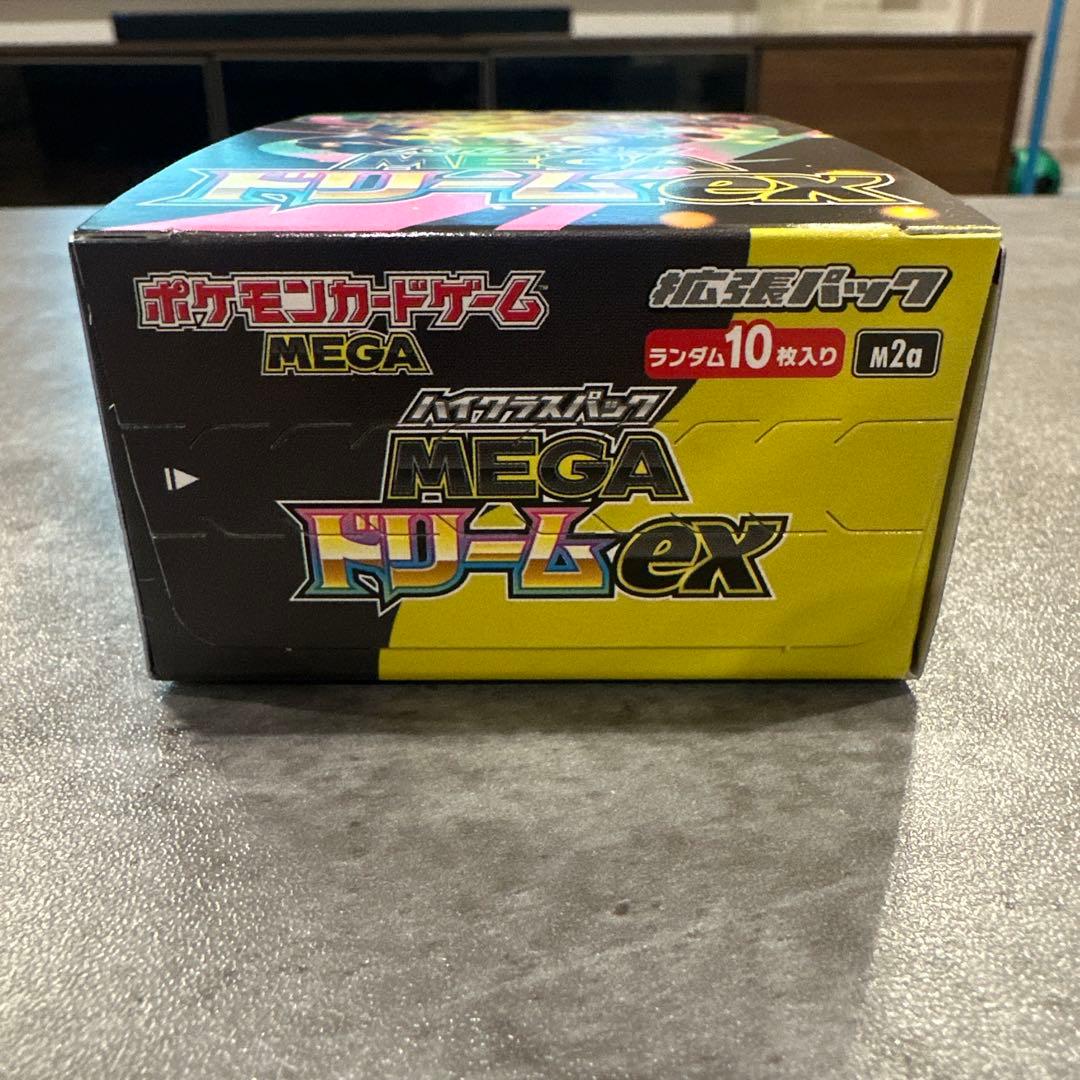 MEGA
ドリームex
ポケモンカードゲーム™
MEGA
拡張パック
ランダム10枚入り
M2a
ハイクラスパック
MEGA
ドリームex